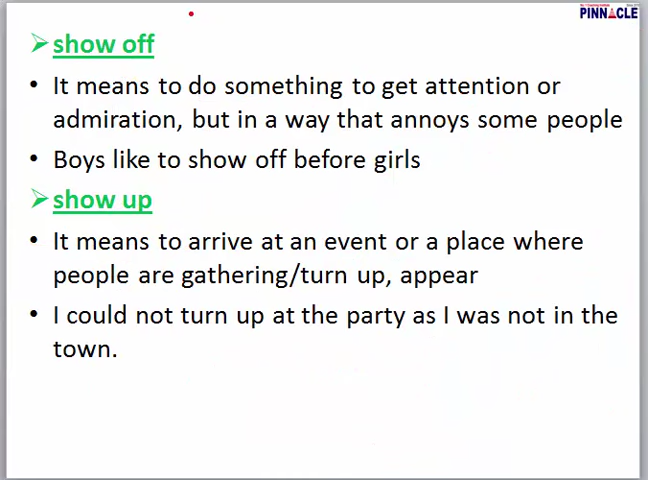 PINNACLE
show off
It means to do something to get attention or
admiration, but in a way that annoys some people
Boys like to show off before girls
show up
It means to arrive at an event or a place where
people are gathering/turn up, appear
I could not turn up at the party as I was not in the
town.